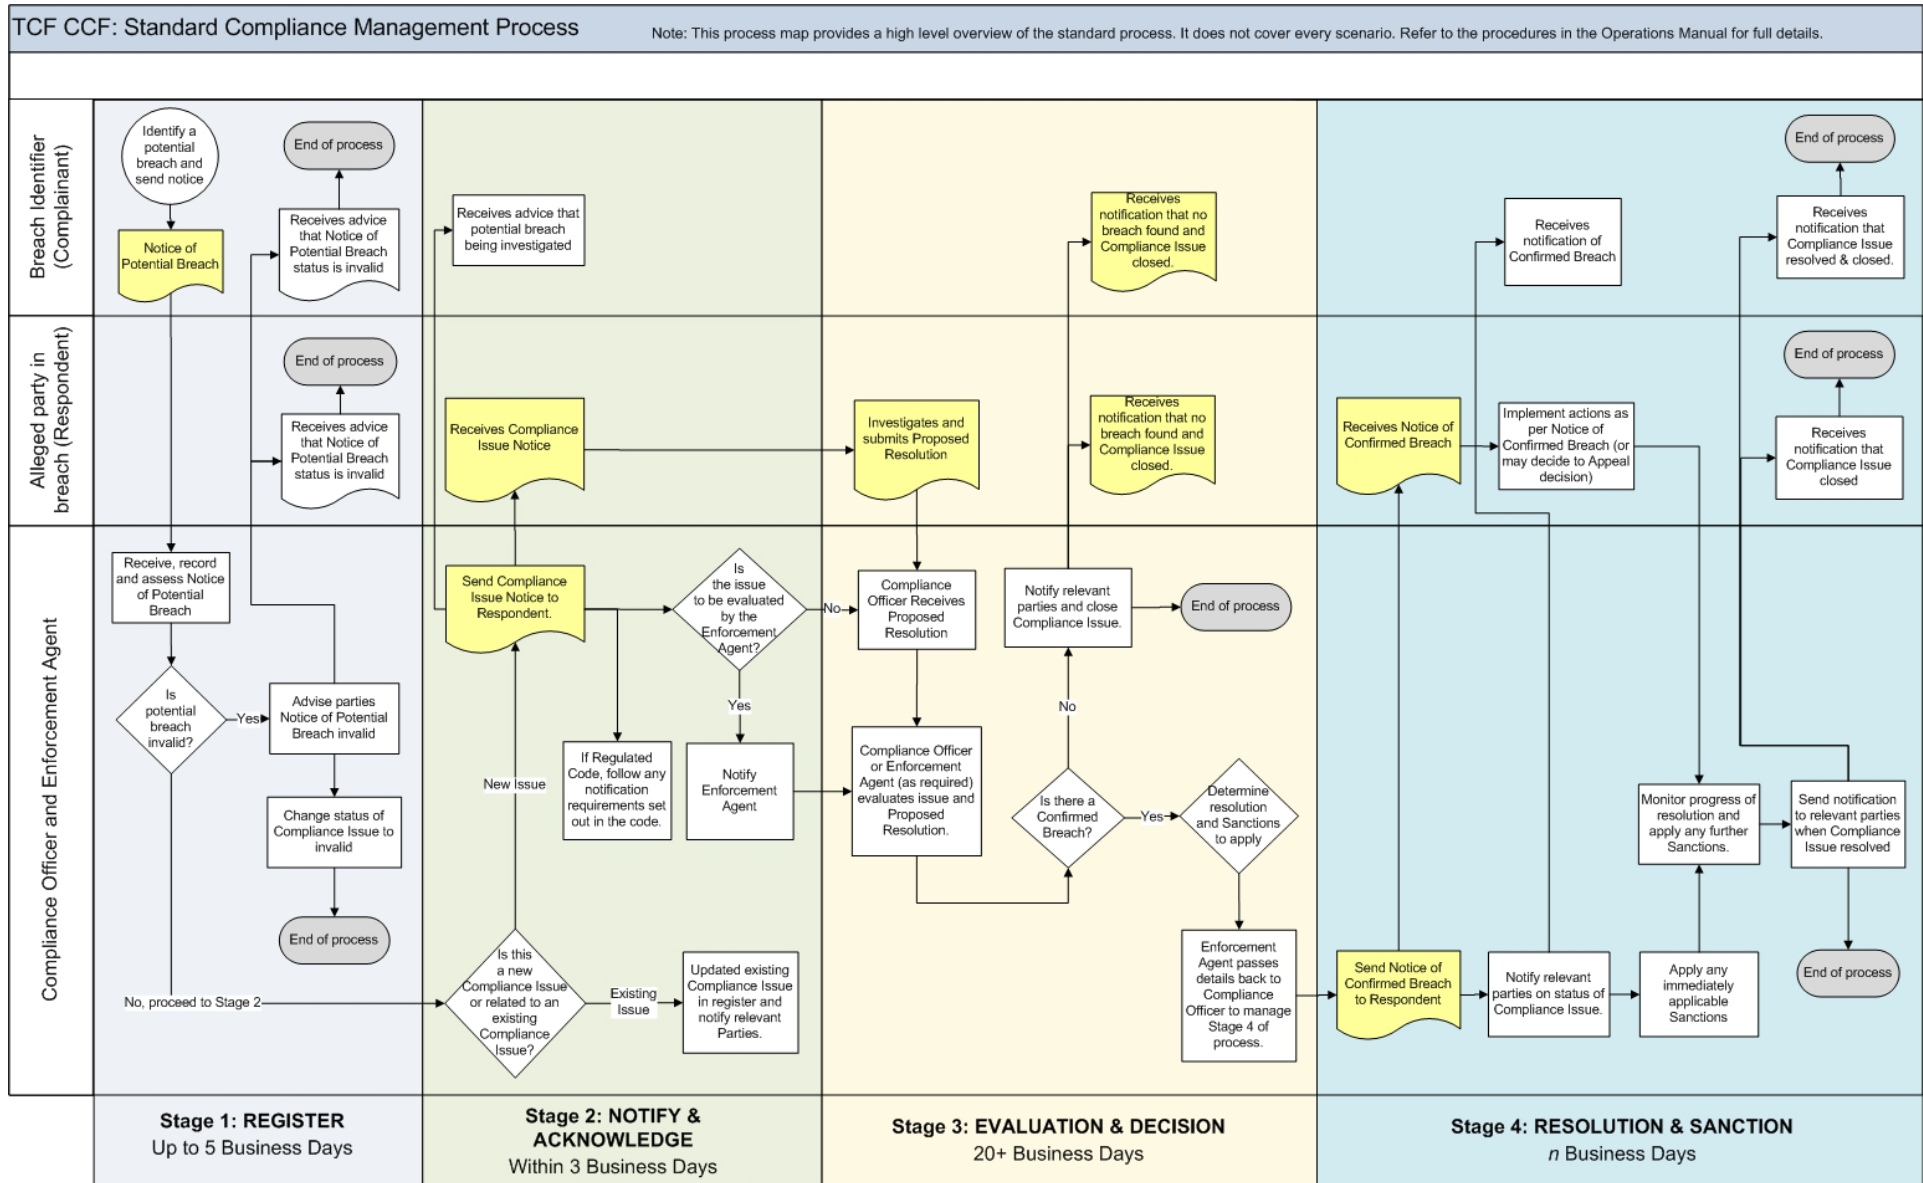 TCF CCF: Standard Compliance Management Process
Note: This process map provides a high level overview of the standard process. It does not cover every scenario. Refer to the procedures in the Operations Manual for full details.
Breach Identifier
(Complainant)
Identify a
potential
breach and
send notice
Notice of
Potential Breach
End of process
Receives advice
that Notice of
Potential Breach
status is invalid
Receives advice that
potential breach
being investigated
Receives
notification that no
breach found and
Compliance Issue
closed.
Receives
notification of
Confirmed Breach
End of process
Receives
notification that
Compliance Issue
resolved & closed.
Alleged party in
breach (Respondent)
End of process
Receives advice
that Notice of
Potential Breach
status is invalid
Receives Compliance
Issue Notice
Investigates and
submits Proposed
Resolution
Receives
notification that no
breach found and
Compliance Issue
closed.
Receives Notice of
Confirmed Breach
Implement actions as
per Notice of
Confirmed Breach (or
may decide to Appeal
decision)
End of process
Receives
notification that
Compliance Issue
closed
Compliance Officer and Enforcement Agent
Receive, record
and assess Notice
of Potential
Breach
Is
potential
breach
invalid?
Yes
Advise parties
Notice of Potential
Breach invalid
Change status of
Compliance Issue to
invalid
End of process
No, proceed to Stage 2
Send Compliance
Issue Notice to
Respondent.
Is
the issue
to be evaluated
by the
Enforcement
Agent?
No
Yes
New Issue
If Regulated
Code, follow any
notification
requirements set
out in the code.
Notify
Enforcement
Agent
Is this
a new
Compliance Issue
or related to an
existing
Compliance
Issue?
Existing
Issue
Updated existing
Compliance Issue
in register and
notify relevant
Parties.
Compliance
Officer Receives
Proposed
Resolution
Compliance Officer
or Enforcement
Agent (as required)
evaluates issue and
Proposed
Resolution.
Notify relevant
parties and close
Compliance Issue.
End of process
No
Is there a
Confirmed
Breach?
Yes
Determine
resolution
and Sanctions
to apply
Enforcement
Agent passes
details back to
Compliance
Officer to manage
Stage 4 of
process.
Send Notice of
Confirmed Breach
to Respondent
Notify relevant
parties on status of
Compliance Issue.
Apply any
immediately
applicable
Sanctions
Monitor progress of
resolution and
apply any further
Sanctions.
Send notification
to relevant parties
when Compliance
Issue resolved
End of process
Stage 1: REGISTER
Up to 5 Business Days
Stage 2: NOTIFY &
ACKNOWLEDGE
Within 3 Business Days
Stage 3: EVALUATION & DECISION
20+ Business Days
Stage 4: RESOLUTION & SANCTION
n Business Days